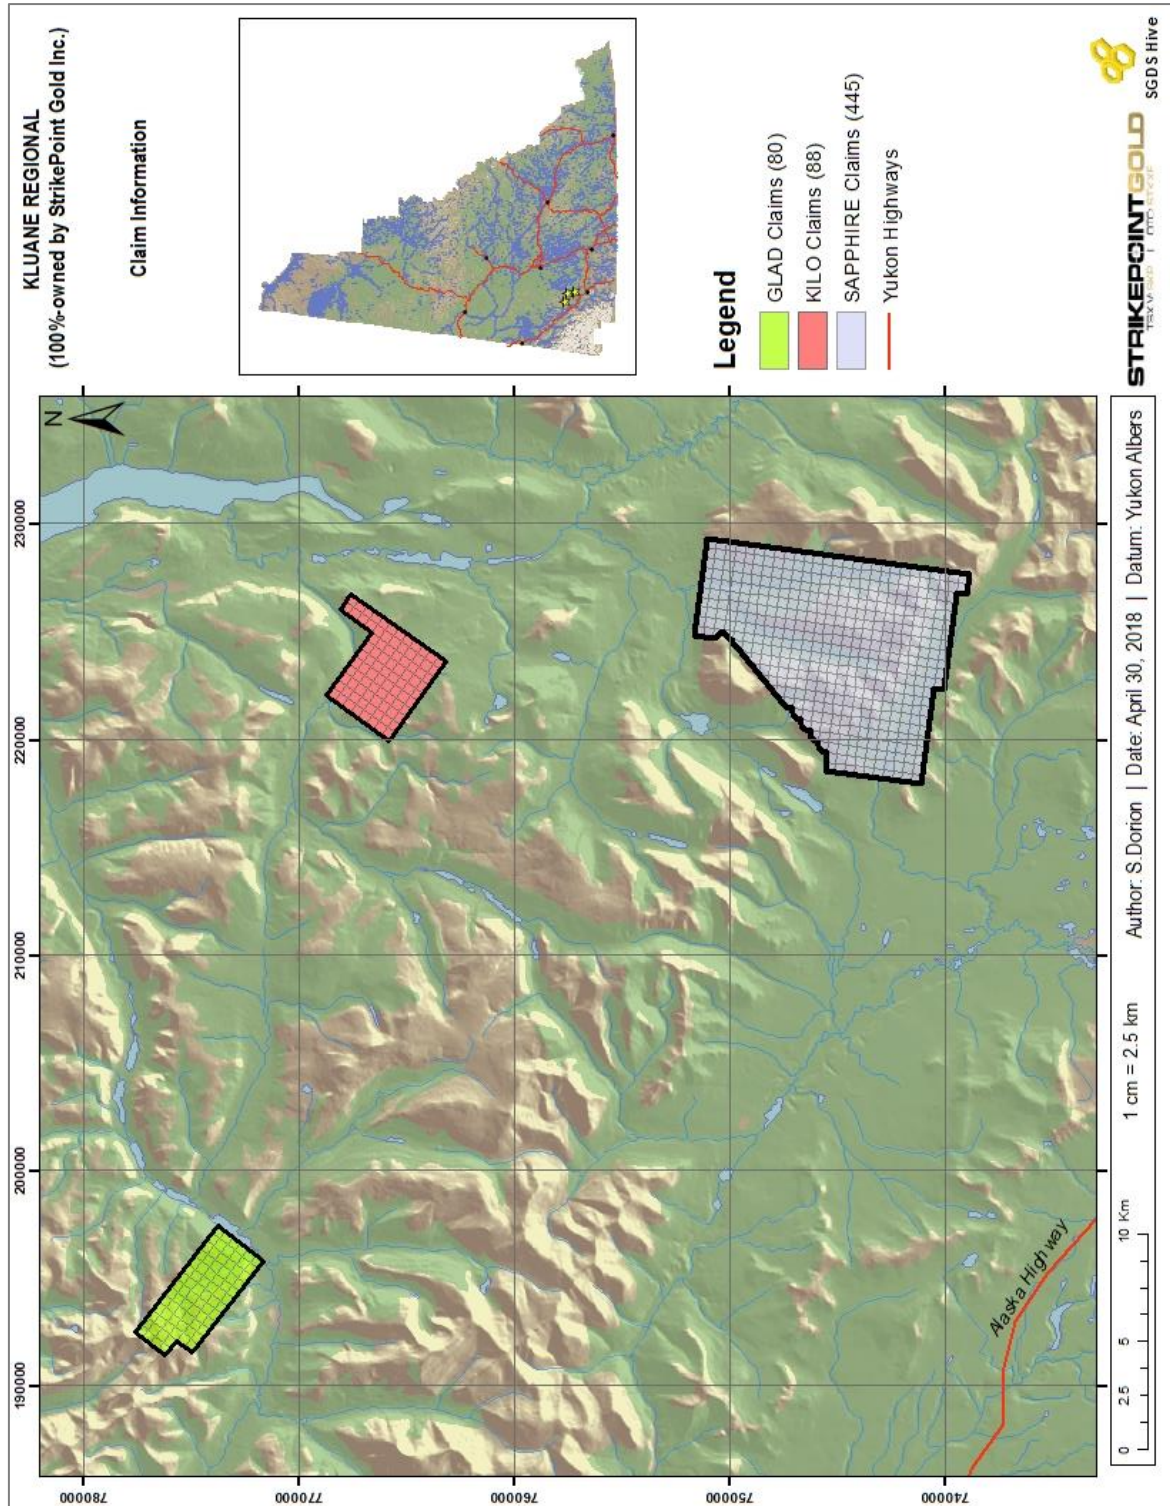 KLUANE REGIONAL
(100%-owned by StrikePoint Gold Inc.)
Claim Information
Legend
GLAD Claims (80)
KILO Claims (88)
SAPPHIRE Claims (445)
Yukon Highways
STRIKEPOINTGOLD
SGDS Hive
N
190000
200000
210000
220000
230000
780000
770000
760000
750000
740000
Alaska Highway
0 2.5 5 10 Km
1 cm = 2.5 km
Author: S.Dorion | Date: April 30, 2018 | Datum: Yukon Albers